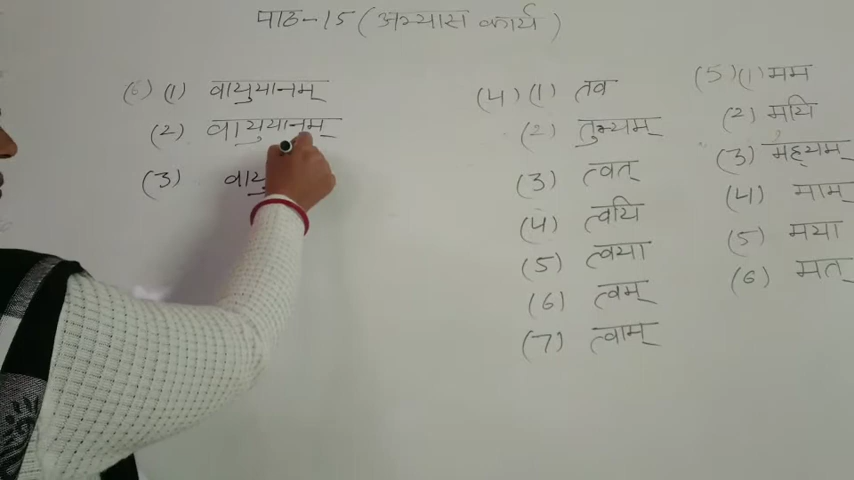 पाठ-15 (अभ्यास कार्य)
(6) (1) वायुयानम्
(2) वायुयानम्
(3) वायु
(4) (1) तव
(2) तुभ्यम्
(3) त्वत्
(4) त्वयि
(5) त्वया
(6) त्वम्
(7) त्वाम्
(5) (1) मम
(2) मयि
(3) मह्यम्
(4) माम्
(5) मया
(6) मत्